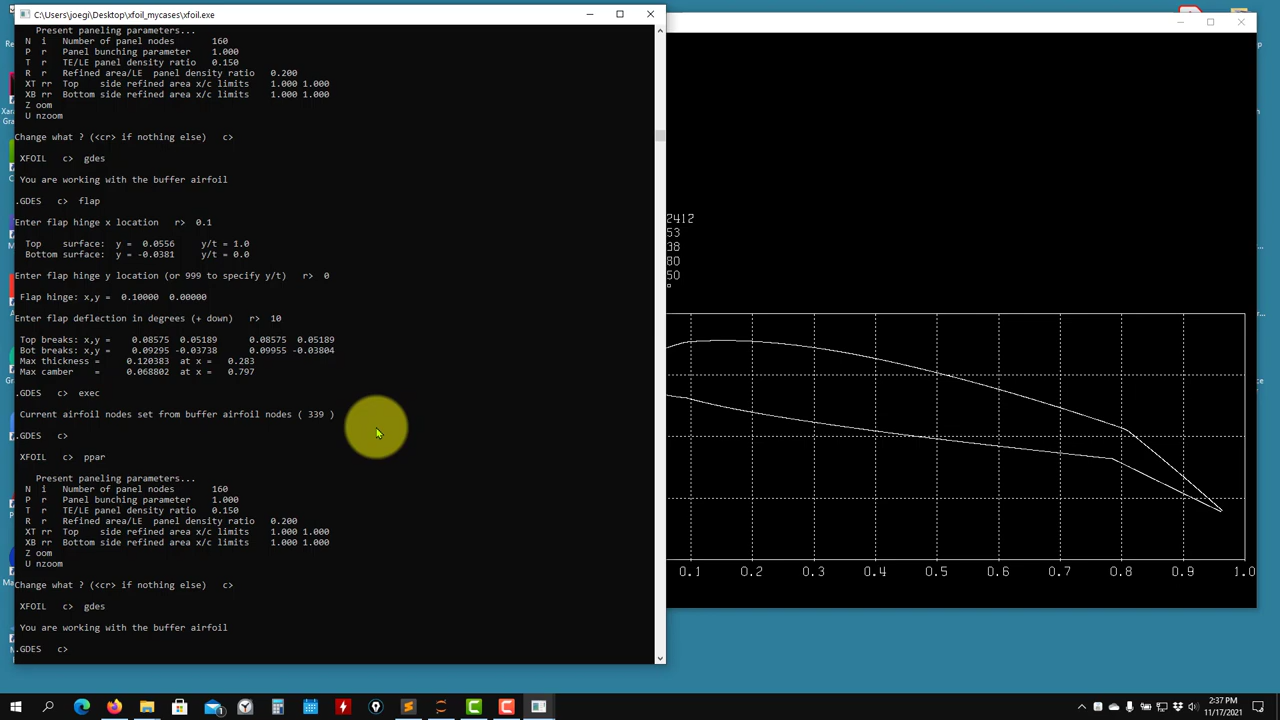 C:\Users\joegi\Desktop\xfoil_mycases\xfoil.exe
Present paneling parameters...
N i Number of panel nodes 160
P r Panel bunching parameter 1.000
T r TE/LE panel density ratio 0.150
R r Refined area/LE panel density ratio 0.200
XT rr Top side refined area x/c limits 1.000 1.000
XB rr Bottom side refined area x/c limits 1.000 1.000
Z oom
U nzoom
Change what ? (<cr> if nothing else) c>
XFOIL c> gdes
You are working with the buffer airfoil
.GDES c> flap
Enter flap hinge x location r> 0.1
Top surface: y = 0.0556 y/t = 1.0
Bottom surface: y = -0.0381 y/t = 0.0
Enter flap hinge y location (or 999 to specify y/t) r> 0
Flap hinge: x,y = 0.10000 0.00000
Enter flap deflection in degrees (+ down) r> 10
Top breaks: x,y = 0.08575 0.05189 0.08575 0.05189
Bot breaks: x,y = 0.09295 -0.03738 0.09955 -0.03804
Max thickness = 0.120383 at x = 0.283
Max camber = 0.068802 at x = 0.797
.GDES c> exec
Current airfoil nodes set from buffer airfoil nodes ( 339 )
.GDES c>
XFOIL c> ppar
Present paneling parameters...
N i Number of panel nodes 160
P r Panel bunching parameter 1.000
T r TE/LE panel density ratio 0.150
R r Refined area/LE panel density ratio 0.200
XT rr Top side refined area x/c limits 1.000 1.000
XB rr Bottom side refined area x/c limits 1.000 1.000
Z oom
U nzoom
Change what ? (<cr> if nothing else) c>
XFOIL c> gdes
You are working with the buffer airfoil
.GDES c>
2412
53
38
80
50
0.1 0.2 0.3 0.4 0.5 0.6 0.7 0.8 0.9 1.0
2:37 PM
11/17/2021